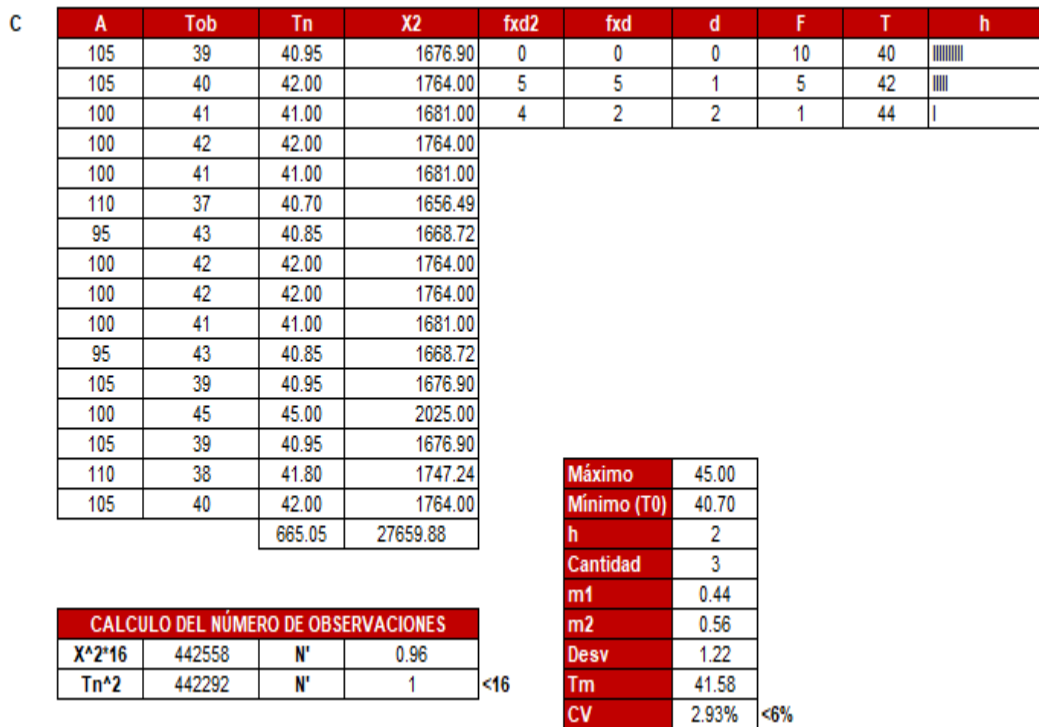 C
A Tob Tn X2 fxd2 fxd d F T h
105 39 40.95 1676.90 0 0 0 10 40 ||||||||||
105 40 42.00 1764.00 5 5 1 5 42 |||||
100 41 41.00 1681.00 4 2 2 1 44 |
100 42 42.00 1764.00
100 41 41.00 1681.00
110 37 40.70 1656.49
95 43 40.85 1668.72
100 42 42.00 1764.00
100 42 42.00 1764.00
100 41 41.00 1681.00
95 43 40.85 1668.72
105 39 40.95 1676.90
100 45 45.00 2025.00
105 39 40.95 1676.90
110 38 41.80 1747.24
105 40 42.00 1764.00
665.05 27659.88
Máximo 45.00
Mínimo (T0) 40.70
h 2
Cantidad 3
m1 0.44
m2 0.56
Desv 1.22
Tm 41.58
CV 2.93% <6%
CALCULO DEL NÚMERO DE OBSERVACIONES
X^2*16 442558 N' 0.96
Tn^2 442292 N' 1 <16